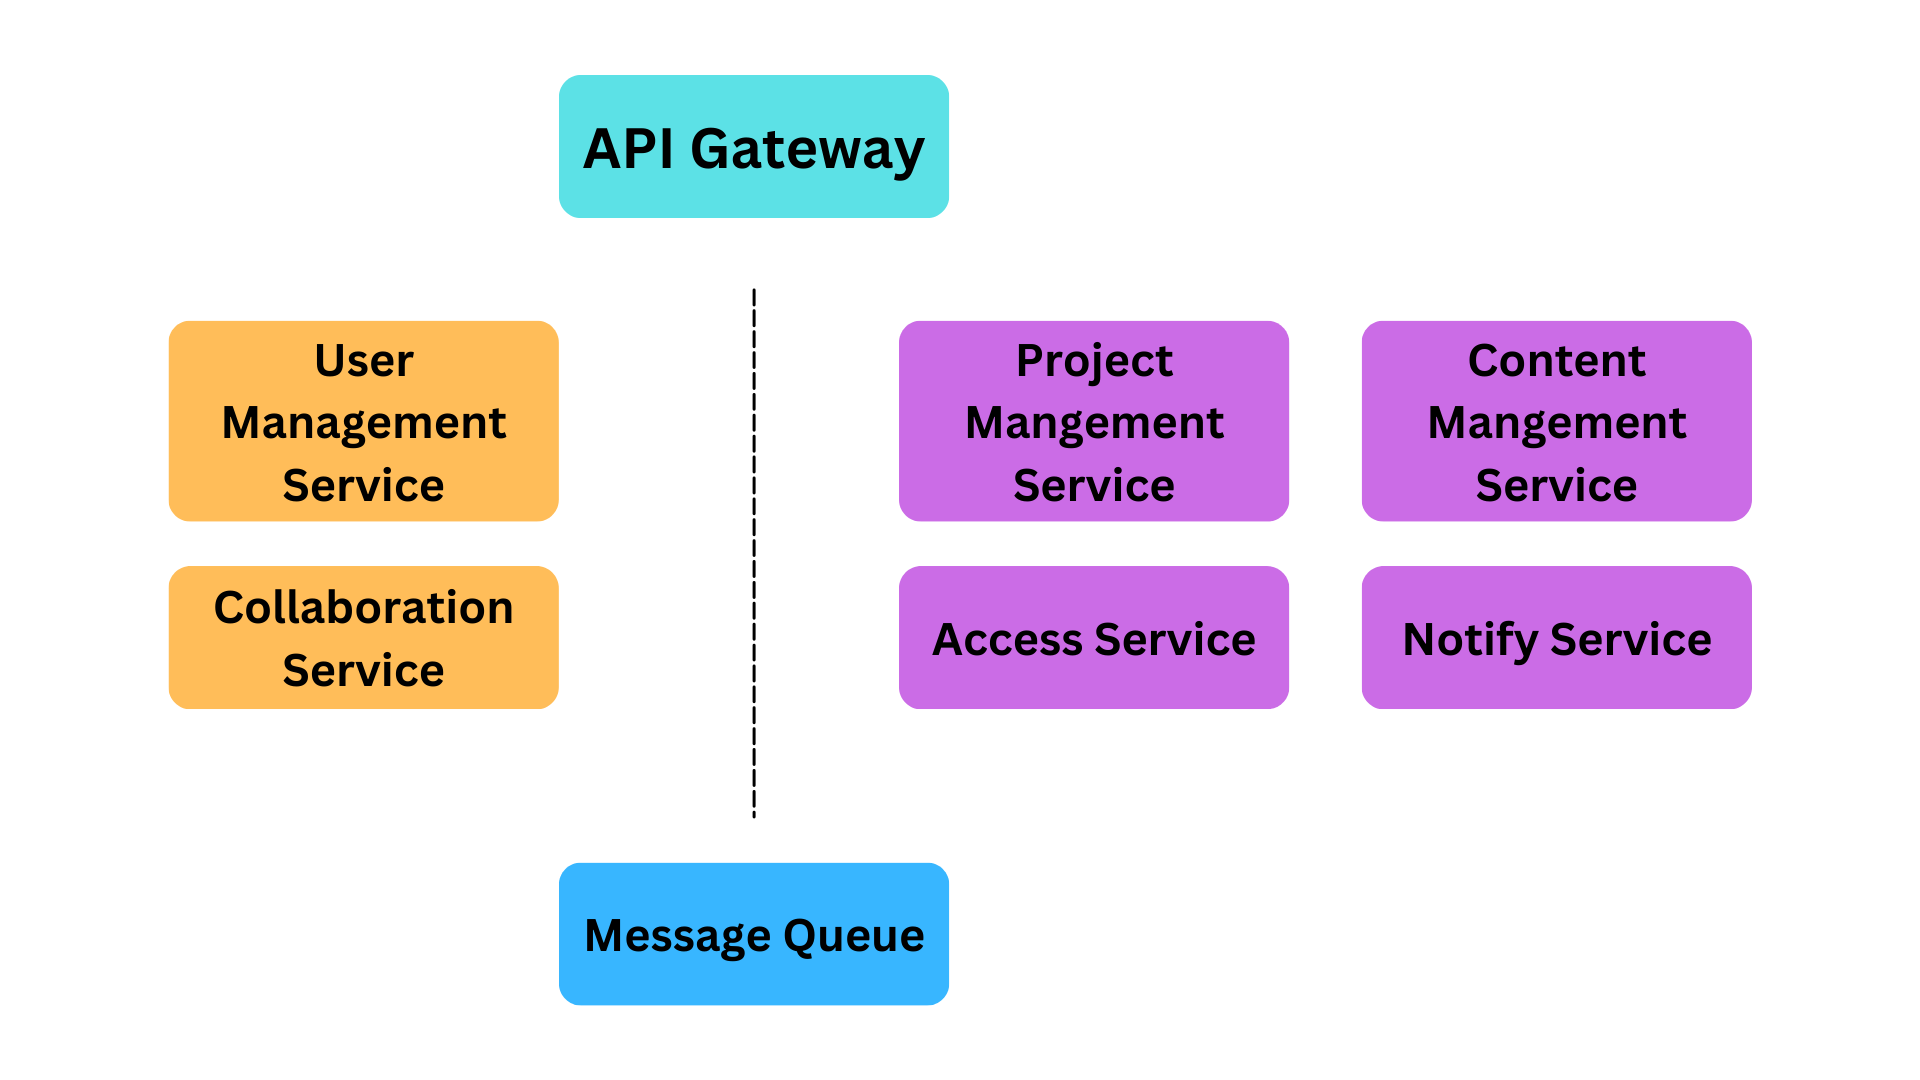 API Gateway
User
Management
Service
Project
Mangement
Service
Content
Mangement
Service
Collaboration
Service
Access Service
Notify Service
Message Queue